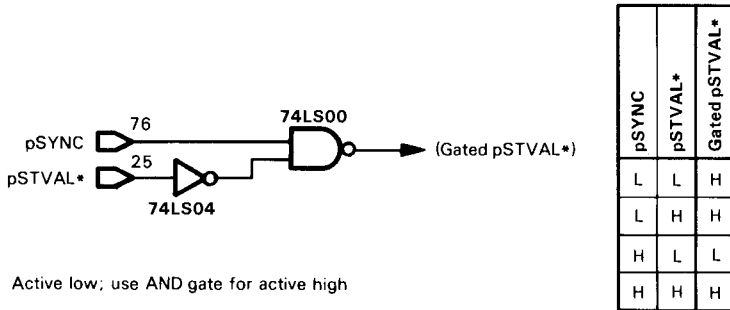 74LS00
pSYNC 76
pSTVAL* 25
(Gated pSTVAL*)
74LS04
Active low; use AND gate for active high
pSYNC pSTVAL* Gated pSTVAL*
L L H
L H H
H L L
H H H